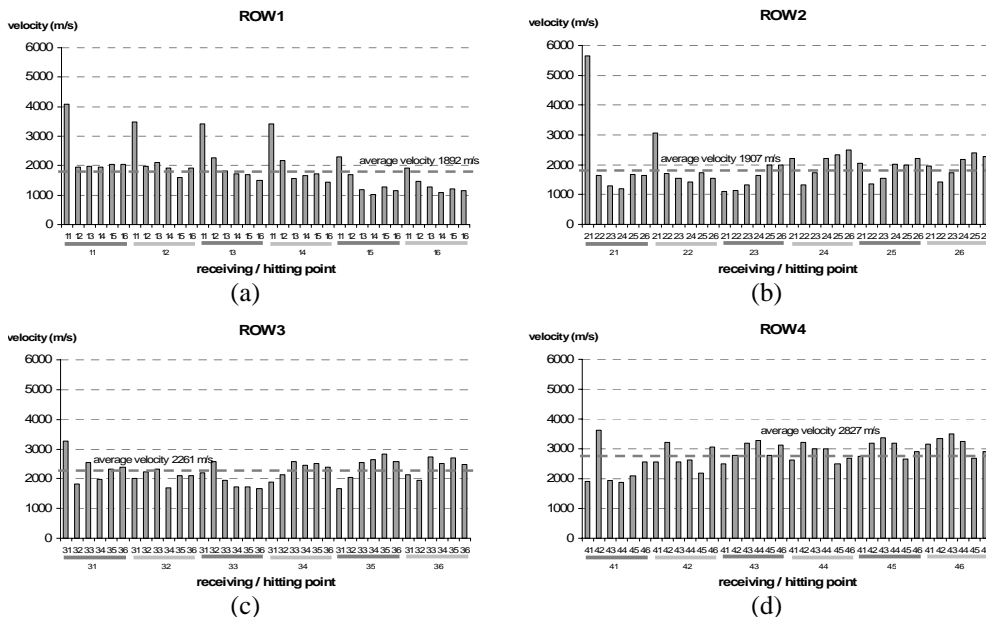 ROW1
velocity (m/s)
6000
5000
4000
3000
2000
1000
0
average velocity 1892 m/s
11 12 13 14 15 16 11 12 13 14 15 16 11 12 13 14 15 16 11 12 13 14 15 16 11 12 13 14 15 16 11 12 13 14 15 16
11 12 13 14 15 16
receiving / hitting point
(a)
ROW2
velocity (m/s)
6000
5000
4000
3000
2000
1000
0
average velocity 1907 m/s
21 22 23 24 25 26 21 22 23 24 25 26 21 22 23 24 25 26 21 22 23 24 25 26 21 22 23 24 25 26 21 22 23 24 25
21 22 23 24 25 26
receiving / hitting point
(b)
ROW3
velocity (m/s)
6000
5000
4000
3000
2000
1000
0
average velocity 2261 m/s
31 32 33 34 35 36 31 32 33 34 35 36 31 32 33 34 35 36 31 32 33 34 35 36 31 32 33 34 35 36 31 32 33 34 35 36
31 32 33 34 35 36
receiving / hitting point
(c)
ROW4
velocity (m/s)
6000
5000
4000
3000
2000
1000
0
average velocity 2827 m/s
41 42 43 44 45 46 41 42 43 44 45 46 41 42 43 44 45 46 41 42 43 44 45 46 41 42 43 44 45 46 41 42 43 44 45
41 42 43 44 45 46
receiving / hitting point
(d)